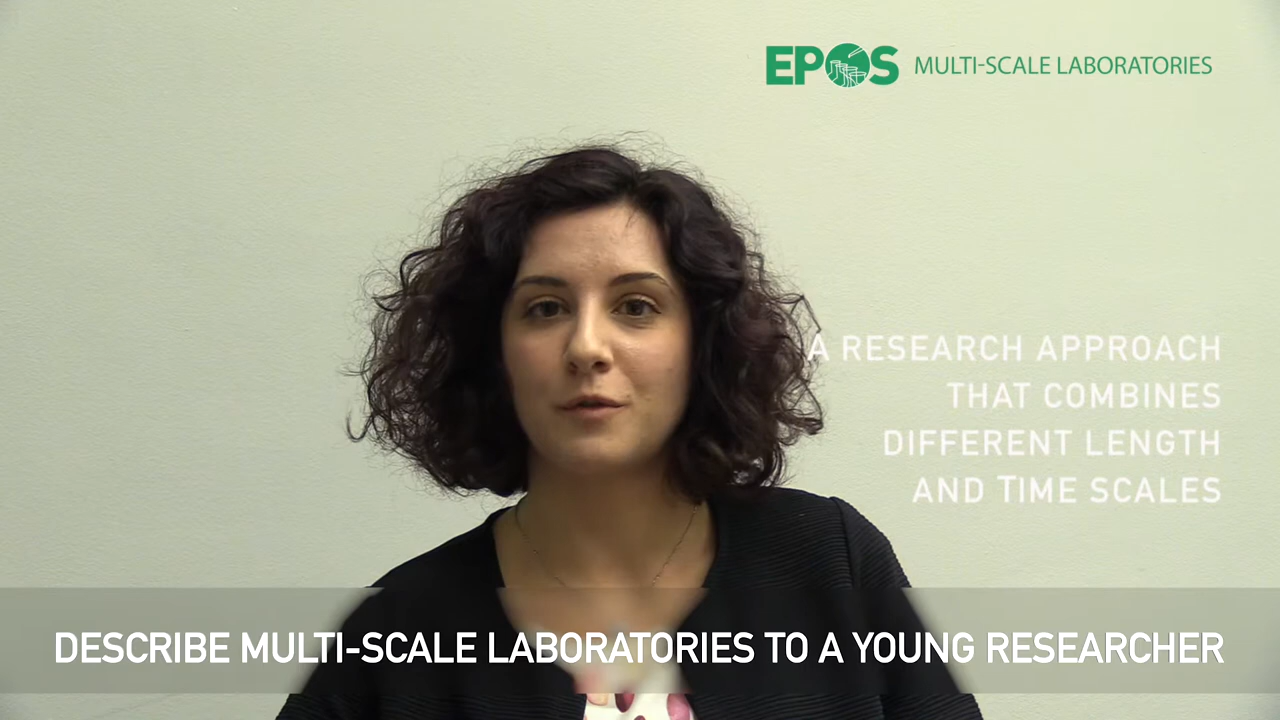 EPOS MULTI-SCALE LABORATORIES
A RESEARCH APPROACH
THAT COMBINES
DIFFERENT LENGTH
AND TIME SCALES
DESCRIBE MULTI-SCALE LABORATORIES TO A YOUNG RESEARCHER